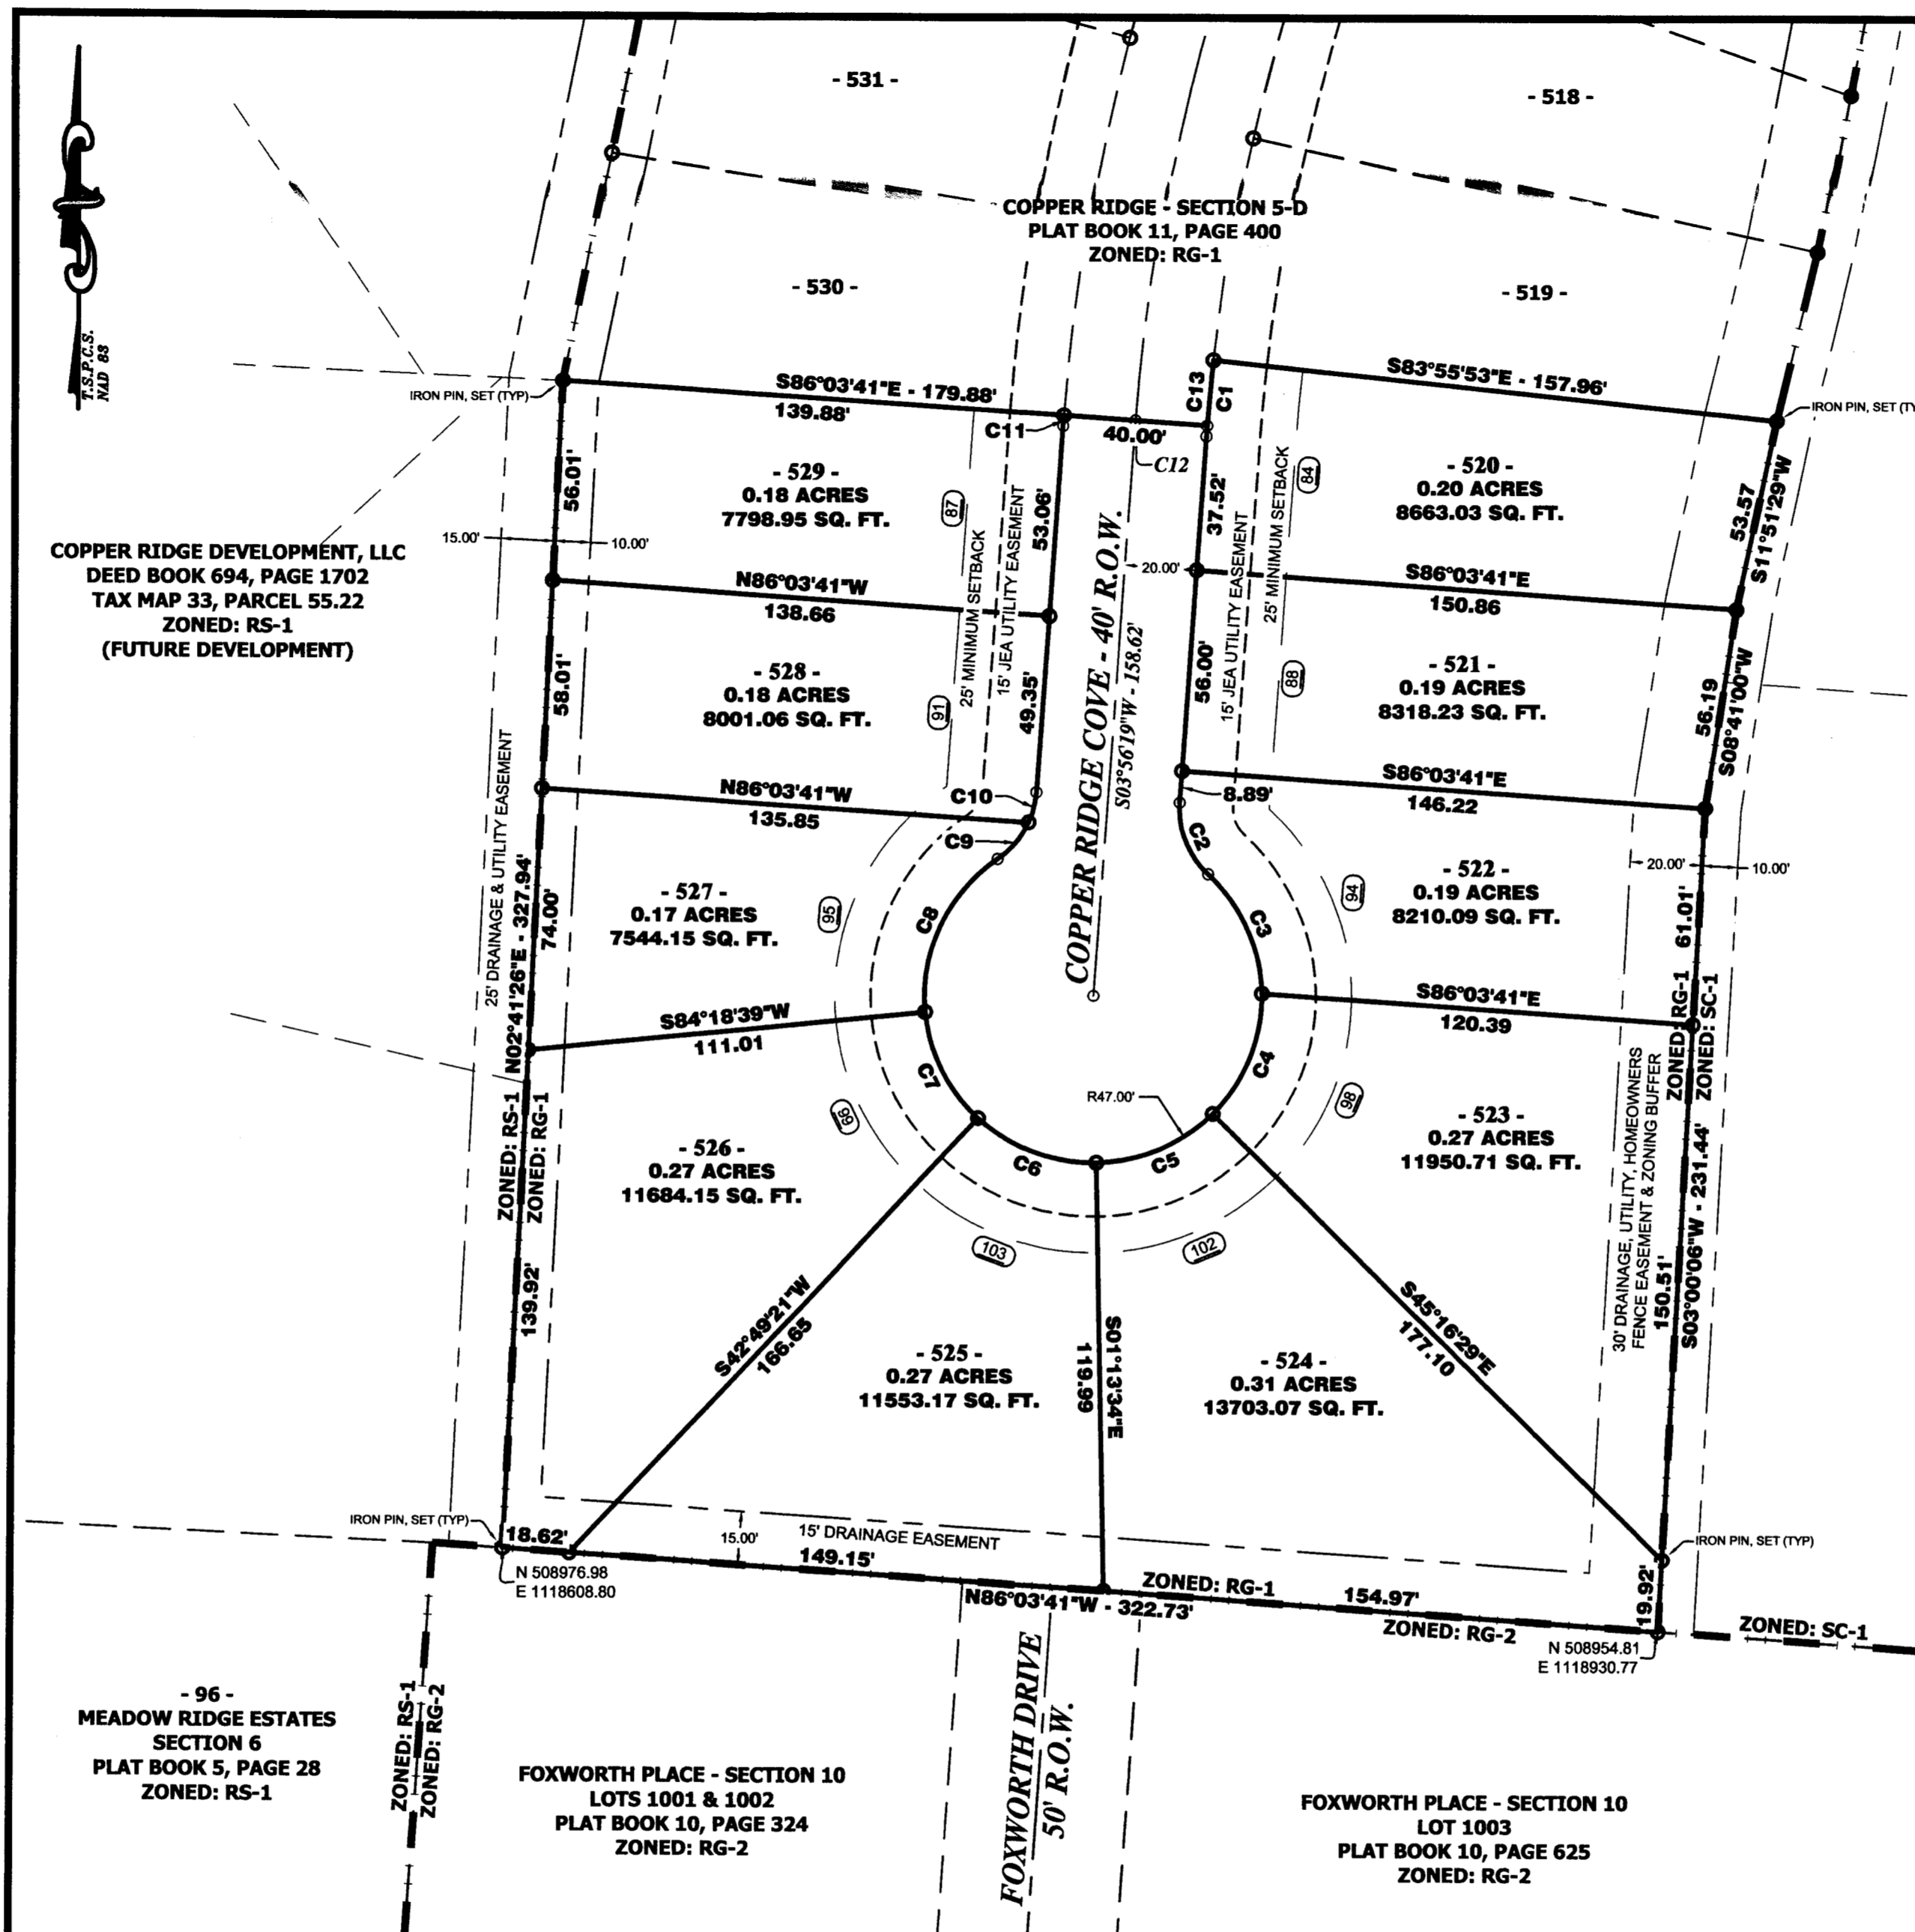 - 531 -
- 518 -
COPPER RIDGE - SECTION 5-D
PLAT BOOK 11, PAGE 400
ZONED: RG-1
- 530 -
- 519 -
T.S.P.C.S.
NAD 83
IRON PIN, SET (TYP)
S86°03'41"E - 179.88'
139.88'
C11
40.00'
C12
C13
C1
S83°55'53"E - 157.96'
IRON PIN, SET (TY
56.01'
- 529 -
0.18 ACRES
7798.95 SQ. FT.
87
25' MINIMUM SETBACK
15' JEA UTILITY EASEMENT
53.06'
37.52'
84
25' MINIMUM SETBACK
15' JEA UTILITY EASEMENT
- 520 -
0.20 ACRES
8663.03 SQ. FT.
53.57
S11°51'29"W
15.00'
10.00'
20.00'
COPPER RIDGE DEVELOPMENT, LLC
DEED BOOK 694, PAGE 1702
TAX MAP 33, PARCEL 55.22
ZONED: RS-1
(FUTURE DEVELOPMENT)
N86°03'41"W
138.66
S86°03'41"E
150.86
COPPER RIDGE COVE - 40' R.O.W.
S03°56'19"W - 158.62'
58.01'
- 528 -
0.18 ACRES
8001.06 SQ. FT.
91
49.35'
56.00'
88
- 521 -
0.19 ACRES
8318.23 SQ. FT.
56.19
S08°41'00"W
N86°03'41"W
135.85
C10
C9
8.89'
C2
S86°03'41"E
146.22
25' DRAINAGE & UTILITY EASEMENT
N02°41'26"E - 327.94'
74.00'
- 527 -
0.17 ACRES
7544.15 SQ. FT.
95
C8
C3
94
- 522 -
0.19 ACRES
8210.09 SQ. FT.
20.00'
10.00'
61.01'
S84°18'39"W
111.01
S86°03'41"E
120.39
ZONED: RG-1
ZONED: SC-1
C7
C4
R47.00'
99
98
ZONED: RS-1
ZONED: RG-1
- 526 -
0.27 ACRES
11684.15 SQ. FT.
C6
C5
- 523 -
0.27 ACRES
11950.71 SQ. FT.
103
102
30' DRAINAGE, UTILITY, HOMEOWNERS
FENCE EASEMENT & ZONING BUFFER
150.51'
S03°00'06"W - 231.44'
139.92'
S42°49'21"W
166.65
S01°13'34"E
119.99
S45°16'29"E
177.10
- 525 -
0.27 ACRES
11553.17 SQ. FT.
- 524 -
0.31 ACRES
13703.07 SQ. FT.
IRON PIN, SET (TYP)
18.62'
15.00'
15' DRAINAGE EASEMENT
149.15'
N 508976.98
E 1118608.80
N86°03'41"W - 322.73'
ZONED: RG-1
154.97'
ZONED: RG-2
IRON PIN, SET (TYP)
19.92'
ZONED: SC-1
N 508954.81
E 1118930.77
- 96 -
MEADOW RIDGE ESTATES
SECTION 6
PLAT BOOK 5, PAGE 28
ZONED: RS-1
ZONED: RS-1
ZONED: RG-2
FOXWORTH PLACE - SECTION 10
LOTS 1001 & 1002
PLAT BOOK 10, PAGE 324
ZONED: RG-2
FOXWORTH DRIVE
50' R.O.W.
FOXWORTH PLACE - SECTION 10
LOT 1003
PLAT BOOK 10, PAGE 625
ZONED: RG-2